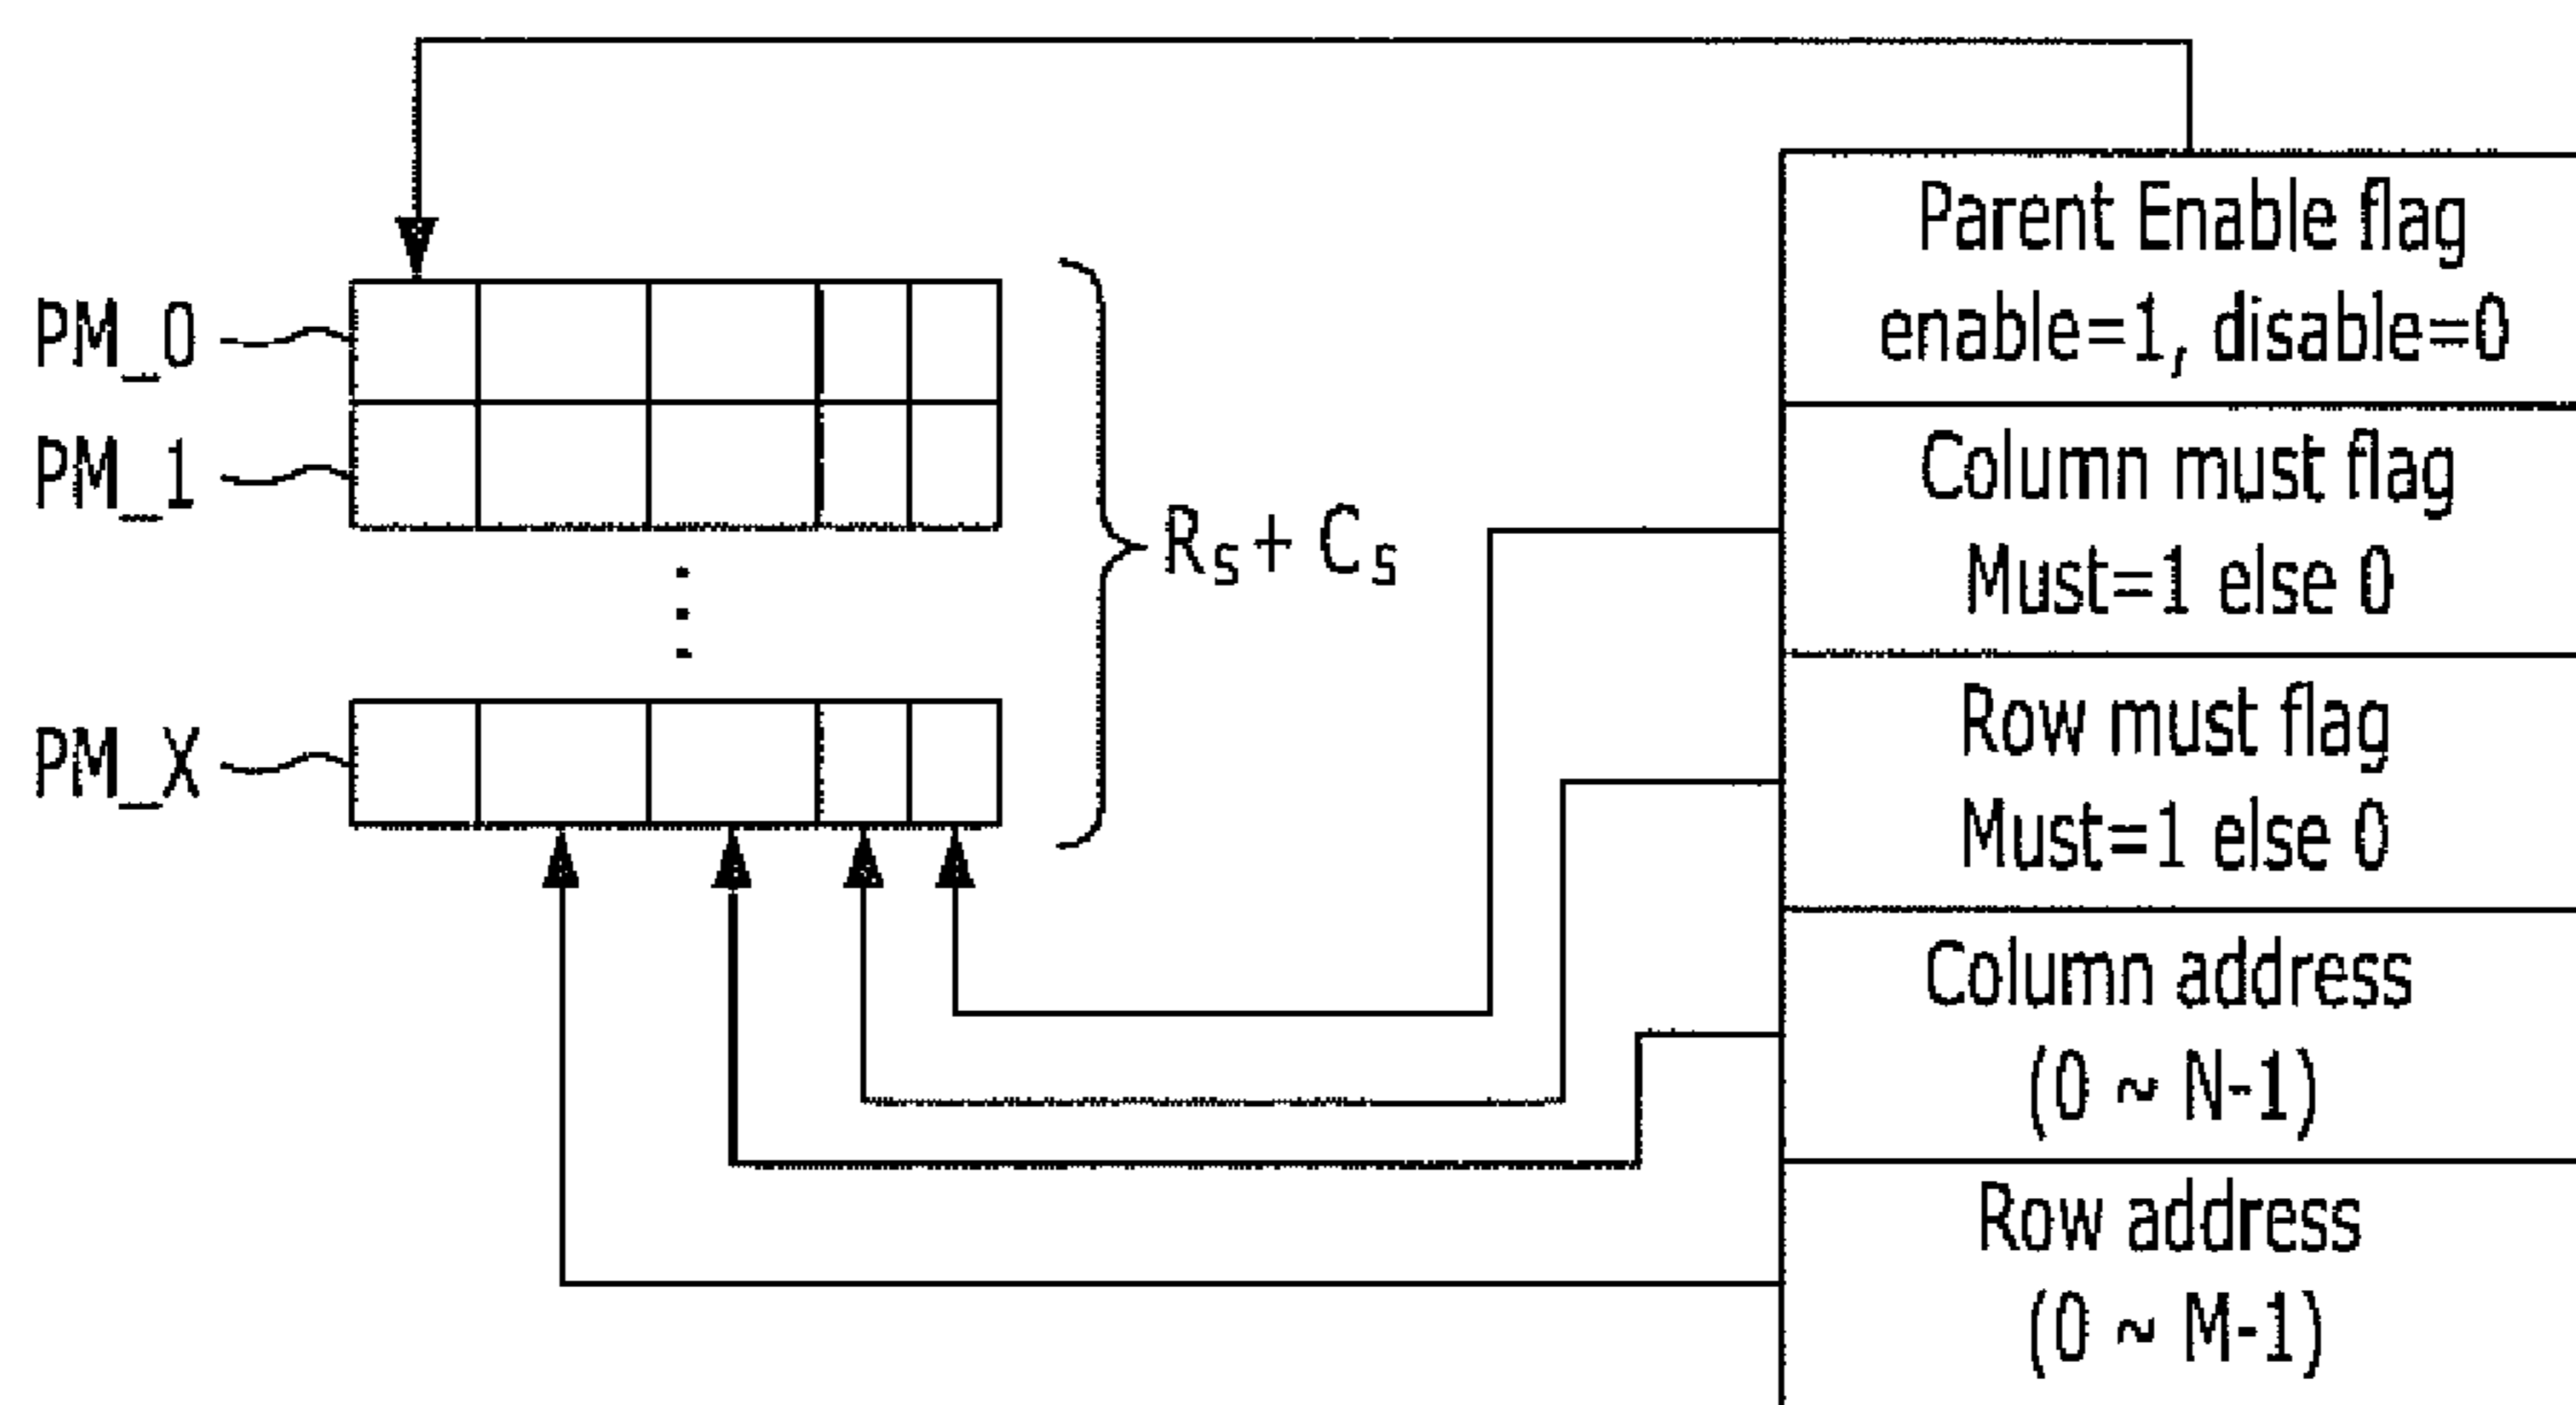 PM_0
PM_1
PM_X
Rs + Cs
Parent Enable flag
enable=1, disable=0
Column must flag
Must=1 else 0
Row must flag
Must=1 else 0
Column address
(0 ~ N-1)
Row address
(0 ~ M-1)